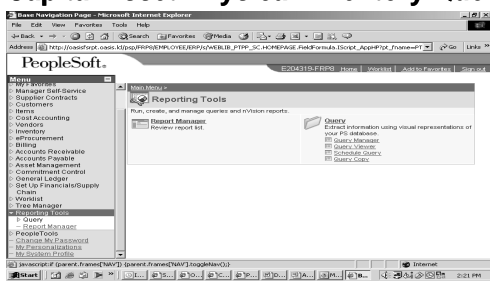 Base Navigation Page - Microsoft Internet Explorer
File Edit View Favorites Tools Help
Back Search Favorites Media
Address http://oasisfsrpt.oasis.kl/psp/FRP8/EMPLOYEE/ERP/s/WEBLIB_PTPP_SC.HOMEPAGE.FieldFormula.IScript_AppHP?pt_fname=PT Go Links »
PeopleSoft.
E204319-FRP8 Home | Worklist | Add to Favorites | Sign out
Menu
My Favorites
Manager Self-Service
Supplier Contracts
Customers
Items
Cost Accounting
Vendors
Inventory
eProcurement
Billing
Accounts Receivable
Accounts Payable
Asset Management
Commitment Control
General Ledger
Set Up Financials/Supply
Chain
Worklist
Tree Manager
Reporting Tools
Query
Report Manager
PeopleTools
Change My Password
My Personalizations
My System Profile
Main Menu >
Reporting Tools
Run, create, and manage queries and nVision reports.
Report Manager
Review report list.
Query
Extract information using visual representations of
your PS database.
Query Manager
Query Viewer
Schedule Query
Query Copy
javascript:if (parent.frames['NAV']) {parent.frames['NAV'].toggleNav();}
Internet
Start
2:21 PM